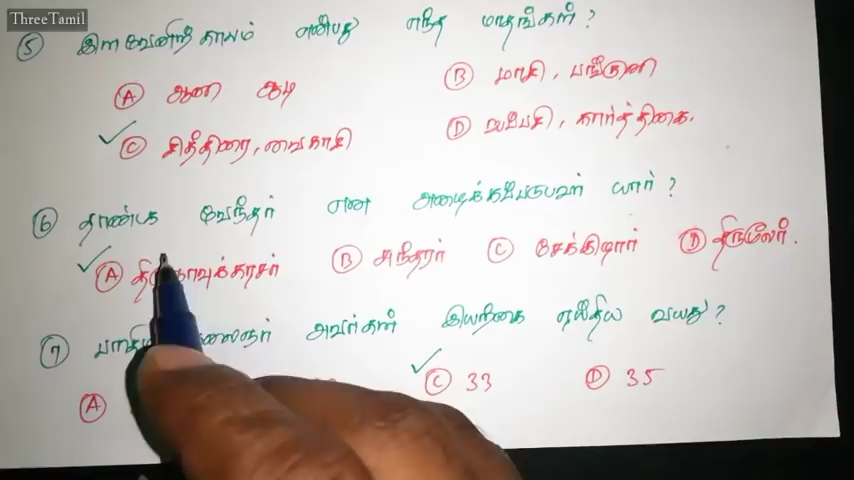 ThreeTamil
⑤ இளவேனிற் காலம் என்பது எந்த மாதங்கள்?
Ⓐ ஆனி ஆடி Ⓑ மாசி, பங்குனி
Ⓒ சித்திரை, வைகாசி Ⓓ ஐப்பசி, கார்த்திகை.
⑥ தாண்டக வேந்தர் என அழைக்கப்படுபவர் யார்?
Ⓐ Ⓑ சுந்தரர் Ⓒ சேக்கிழார் Ⓓ திருமூலர்.
⑦ அவர்கள் இயற்கை எய்திய வயது?
Ⓐ Ⓒ 33 Ⓓ 35